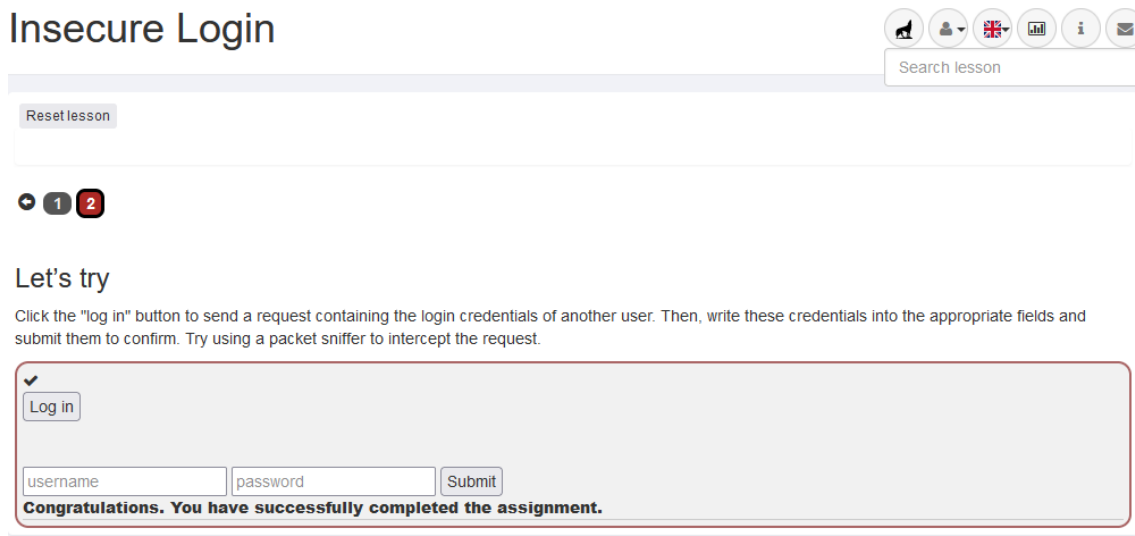 Insecure Login
i
Search lesson
Reset lesson
1 2
Let's try
Click the "log in" button to send a request containing the login credentials of another user. Then, write these credentials into the appropriate fields and
submit them to confirm. Try using a packet sniffer to intercept the request.
Log in
username password Submit
Congratulations. You have successfully completed the assignment.